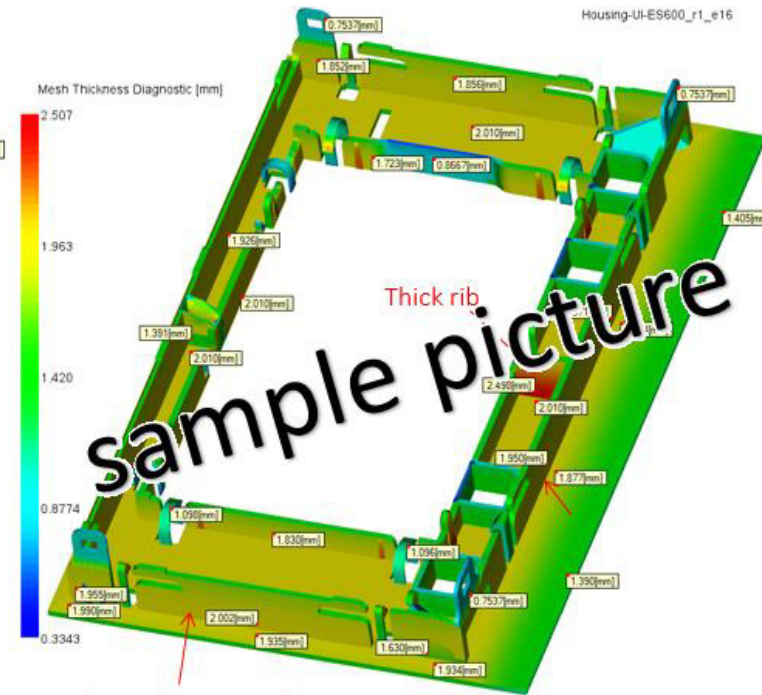 Housing-UI-ES600_r1_e16
0.7537[mm]
Mesh Thickness Diagnostic [mm]
1.852[mm]
1.856[mm]
0.7537[mm]
2.507
2.010[mm]
1.723[mm]
0.8667[mm]
1.405[mm]
1.963
1.926[mm]
Thick rib
2.010[mm]
1.391[mm]
2.010[mm]
sample picture
1.420
2.498[mm]
2.010[mm]
1.950[mm]
1.877[mm]
0.8774
1.098[mm]
1.830[mm]
1.096[mm]
1.390[mm]
1.955[mm]
0.7537[mm]
1.990[mm]
2.002[mm]
0.3343
1.935[mm]
1.630[mm]
1.934[mm]